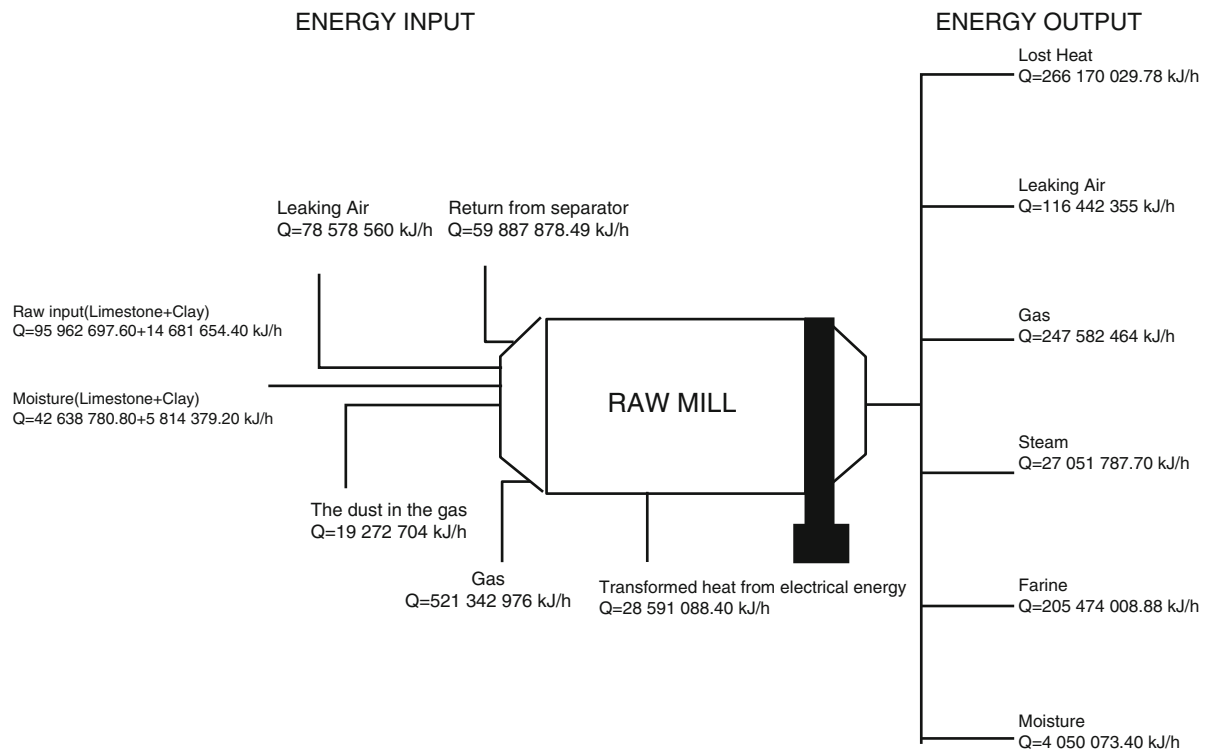 ENERGY INPUT
ENERGY OUTPUT
Lost Heat
Q=266 170 029.78 kJ/h
Leaking Air
Q=116 442 355 kJ/h
Leaking Air
Q=78 578 560 kJ/h
Return from separator
Q=59 887 878.49 kJ/h
Raw input(Limestone+Clay)
Q=95 962 697.60+14 681 654.40 kJ/h
Gas
Q=247 582 464 kJ/h
Moisture(Limestone+Clay)
Q=42 638 780.80+5 814 379.20 kJ/h
RAW MILL
Steam
Q=27 051 787.70 kJ/h
The dust in the gas
Q=19 272 704 kJ/h
Gas
Q=521 342 976 kJ/h
Transformed heat from electrical energy
Q=28 591 088.40 kJ/h
Farine
Q=205 474 008.88 kJ/h
Moisture
Q=4 050 073.40 kJ/h